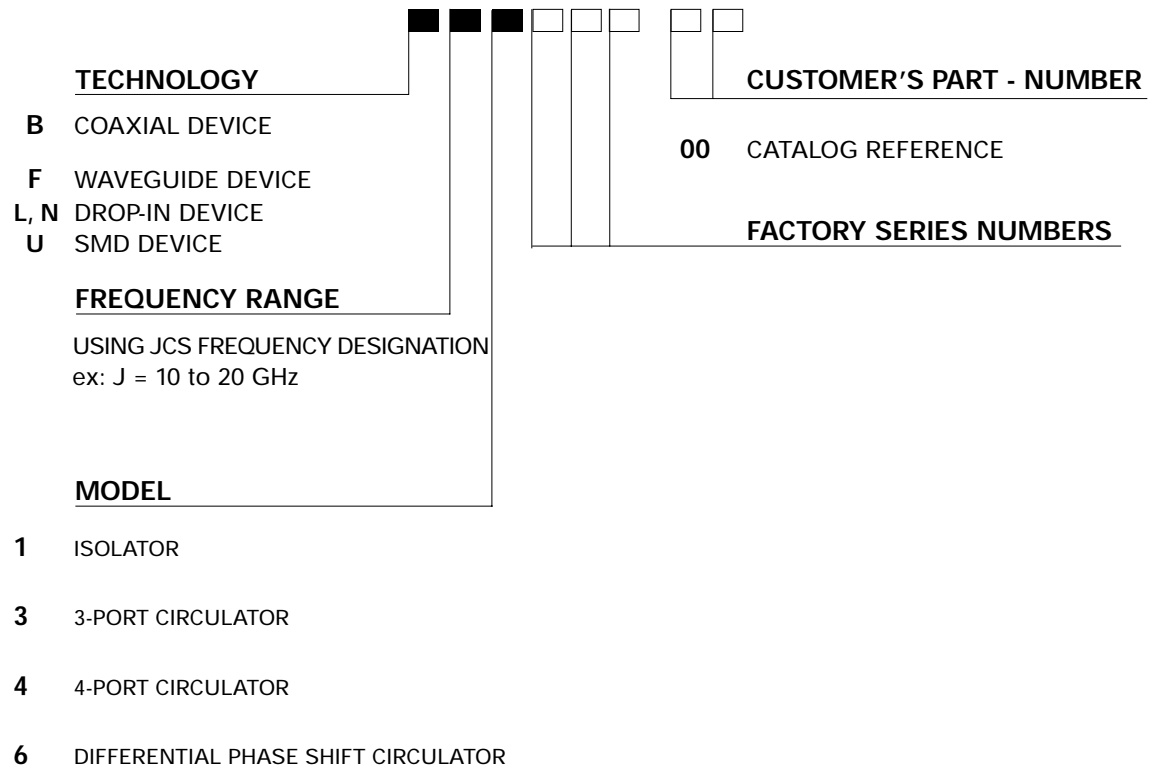 TECHNOLOGY
B COAXIAL DEVICE
F WAVEGUIDE DEVICE
L, N DROP-IN DEVICE
U SMD DEVICE
FREQUENCY RANGE
USING JCS FREQUENCY DESIGNATION
ex: J = 10 to 20 GHz
MODEL
1 ISOLATOR
3 3-PORT CIRCULATOR
4 4-PORT CIRCULATOR
6 DIFFERENTIAL PHASE SHIFT CIRCULATOR
CUSTOMER'S PART - NUMBER
00 CATALOG REFERENCE
FACTORY SERIES NUMBERS